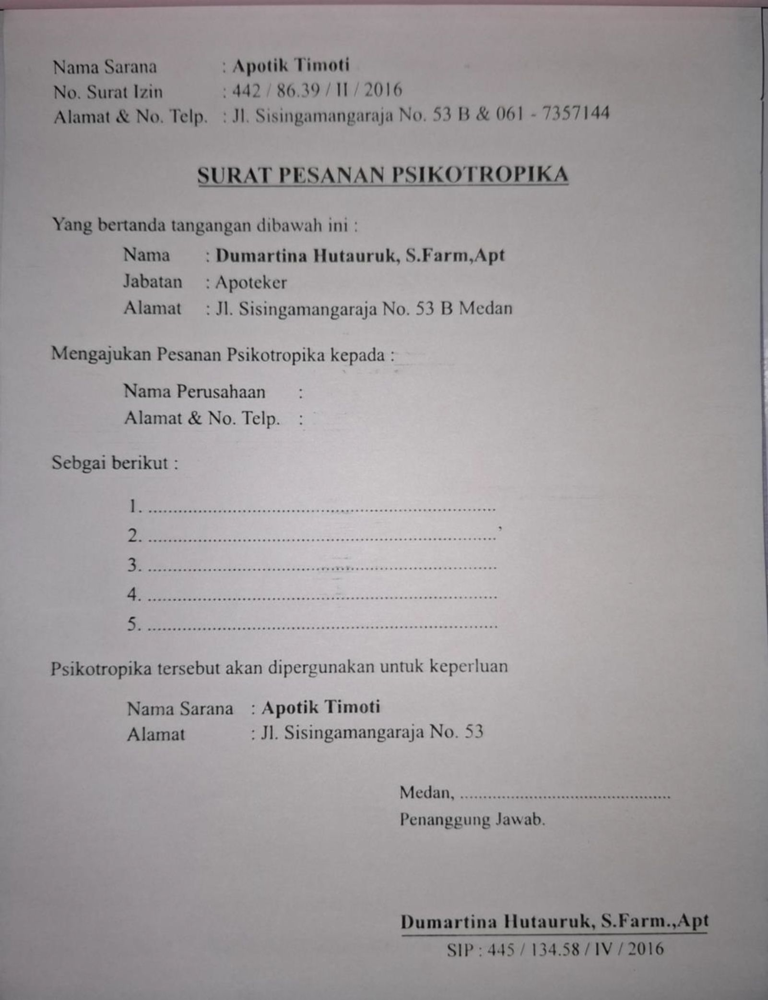 Nama Sarana : Apotik Timoti
No. Surat Izin : 442 / 86.39 / II / 2016
Alamat & No. Telp. : Jl. Sisingamangaraja No. 53 B & 061 - 7357144
SURAT PESANAN PSIKOTROPIKA
Yang bertanda tangangan dibawah ini :
Nama : Dumartina Hutauruk, S.Farm,Apt
Jabatan : Apoteker
Alamat : Jl. Sisingamangaraja No. 53 B Medan
Mengajukan Pesanan Psikotropika kepada :
Nama Perusahaan :
Alamat & No. Telp. :
Sebgai berikut :
1. ..........................................................................
2. ..........................................................................
3. ..........................................................................
4. ..........................................................................
5. ..........................................................................
Psikotropika tersebut akan dipergunakan untuk keperluan
Nama Sarana : Apotik Timoti
Alamat : Jl. Sisingamangaraja No. 53
Medan, ..............................................
Penanggung Jawab.
Dumartina Hutauruk, S.Farm.,Apt
SIP : 445 / 134.58 / IV / 2016